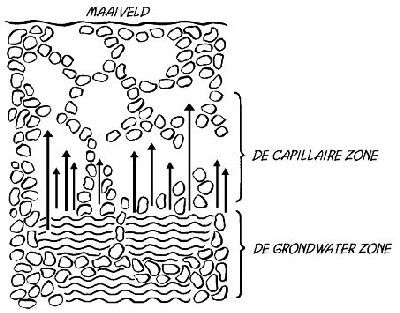 MAAIVELD
DE CAPILLAIRE ZONE
DE GRONDWATER ZONE